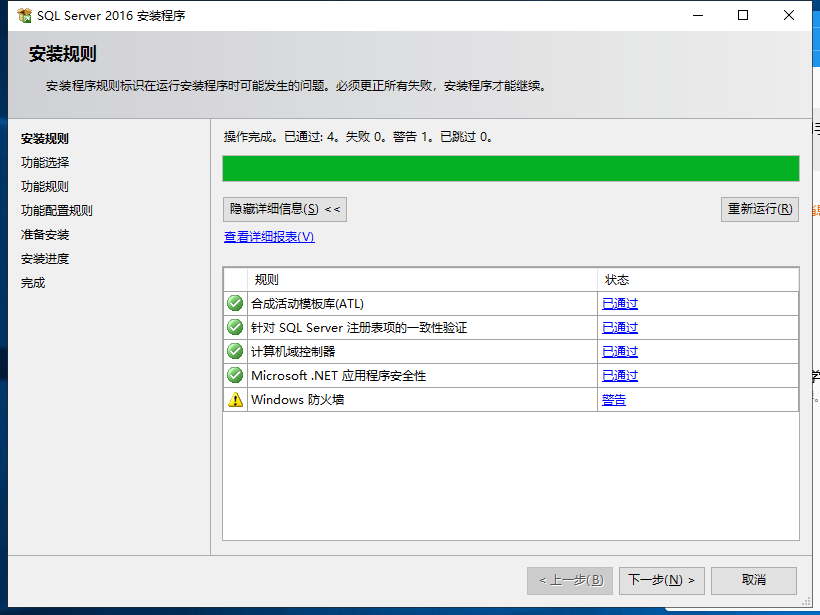 SQL Server 2016 安装程序
安装规则
安装程序规则标识在运行安装程序时可能发生的问题。必须更正所有失败，安装程序才能继续。
安装规则
功能选择
功能规则
功能配置规则
准备安装
安装进度
完成
操作完成。已通过: 4。失败 0。警告 1。已跳过 0。
隐藏详细信息(S) <<
重新运行(R)
查看详细报表(V)
规则 状态
合成活动模板库(ATL) 已通过
针对 SQL Server 注册表项的一致性验证 已通过
计算机域控制器 已通过
Microsoft .NET 应用程序安全性 已通过
Windows 防火墙 警告
< 上一步(B) 下一步(N) > 取消